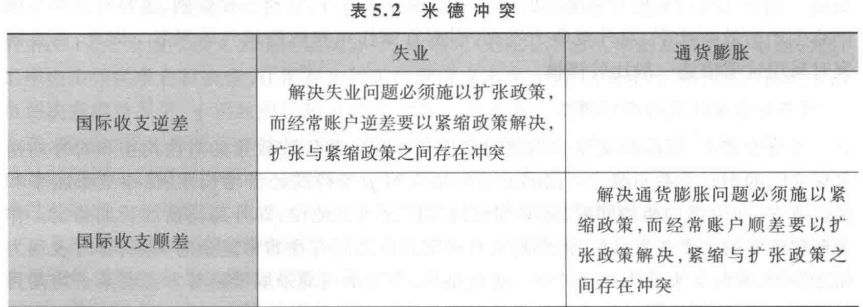 表 5.2 米德冲突
失业 通货膨胀
解决失业问题必须施以扩张政策,
国际收支逆差 而经常账户逆差要以紧缩政策解决,
扩张与紧缩政策之间存在冲突
解决通货膨胀问题必须施以紧
缩政策,而经常账户顺差要以扩
国际收支顺差
张政策解决,紧缩与扩张政策之
间存在冲突